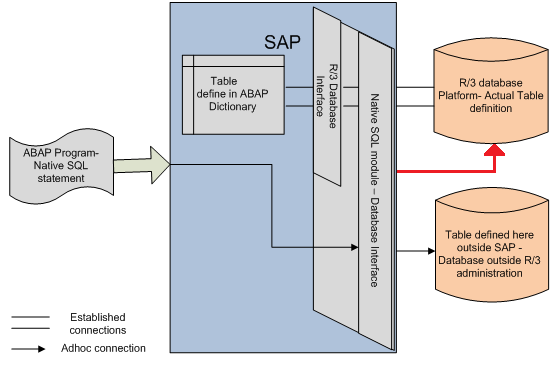 SAP
Table
define in ABAP
Dictionary
R/3 Database
Interface
Native SQL module – Database Interface
R/3 database
Platform- Actual Table
definition
ABAP Program-
Native SQL
statement
Table defined here
outside SAP -
Database outside R/3
administration
Established
connections
Adhoc connection